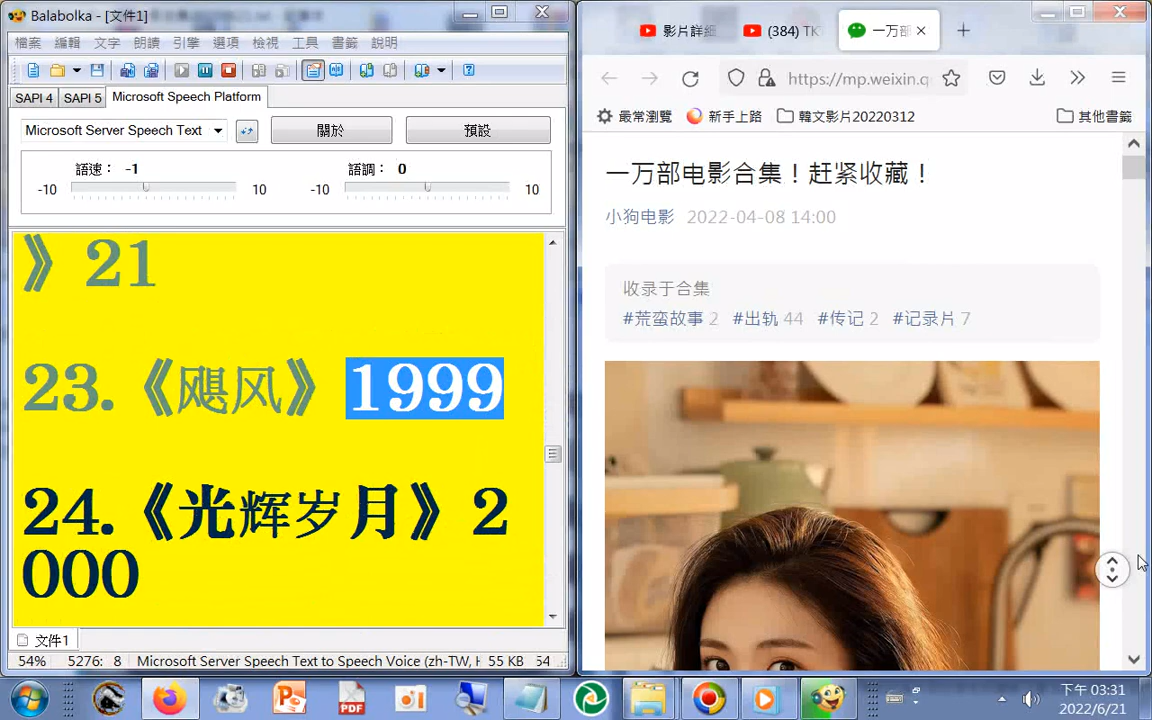 Balabolka - [文件1]
檔案 編輯 文字 朗讀 引擎 選項 檢視 工具 書籤 說明
SAPI 4 SAPI 5 Microsoft Speech Platform
Microsoft Server Speech Text 關於 預設
語速： -1 語調： 0
-10 10 -10 10
》21
23.《飓风》 1999
24.《光辉岁月》2
000
文件1
54% 5276: 8 Microsoft Server Speech Text to Speech Voice (zh-TW, H 55 KB 54
影片詳細 (384) TK 一万部
https://mp.weixin.q
最常瀏覽 新手上路 韓文影片20220312 其他書籤
一万部电影合集！赶紧收藏！
小狗电影 2022-04-08 14:00
收录于合集
#荒蛮故事 2 #出轨 44 #传记 2 #记录片 7
PDF
下午 03:31
2022/6/21